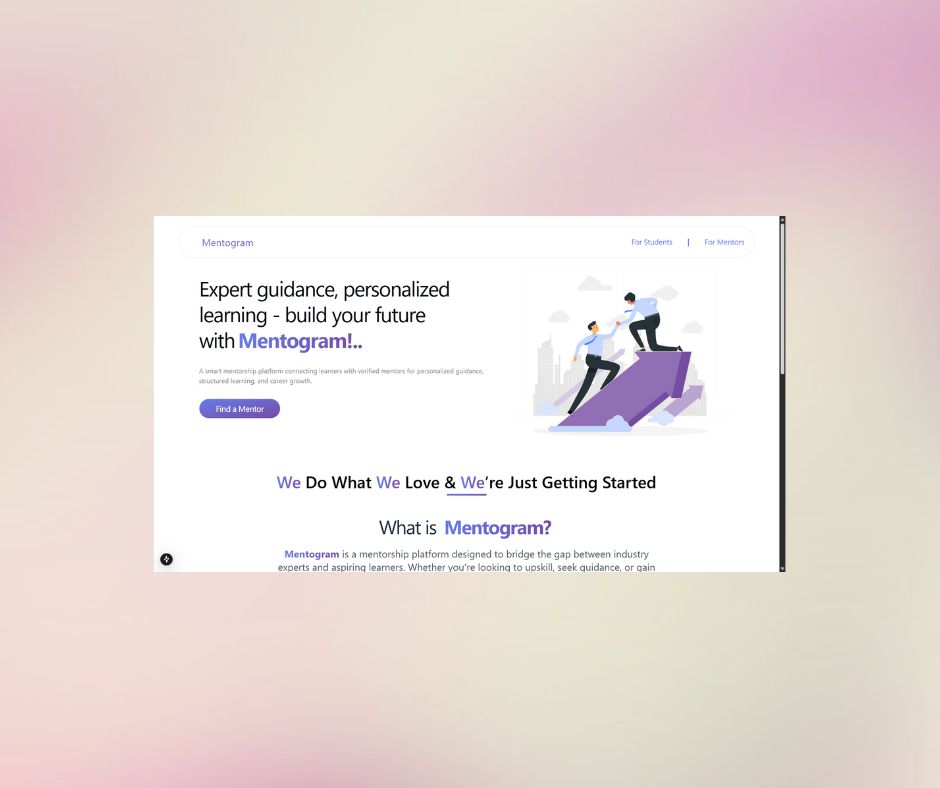 Mentogram
For Students | For Mentors
Expert guidance, personalized
learning - build your future
with Mentogram!..
A smart mentorship platform connecting learners with verified mentors for personalized guidance,
structured learning, and career growth.
Find a Mentor
We Do What We Love & We're Just Getting Started
What is Mentogram?
Mentogram is a mentorship platform designed to bridge the gap between industry
experts and aspiring learners. Whether you're looking to upskill, seek guidance, or gain